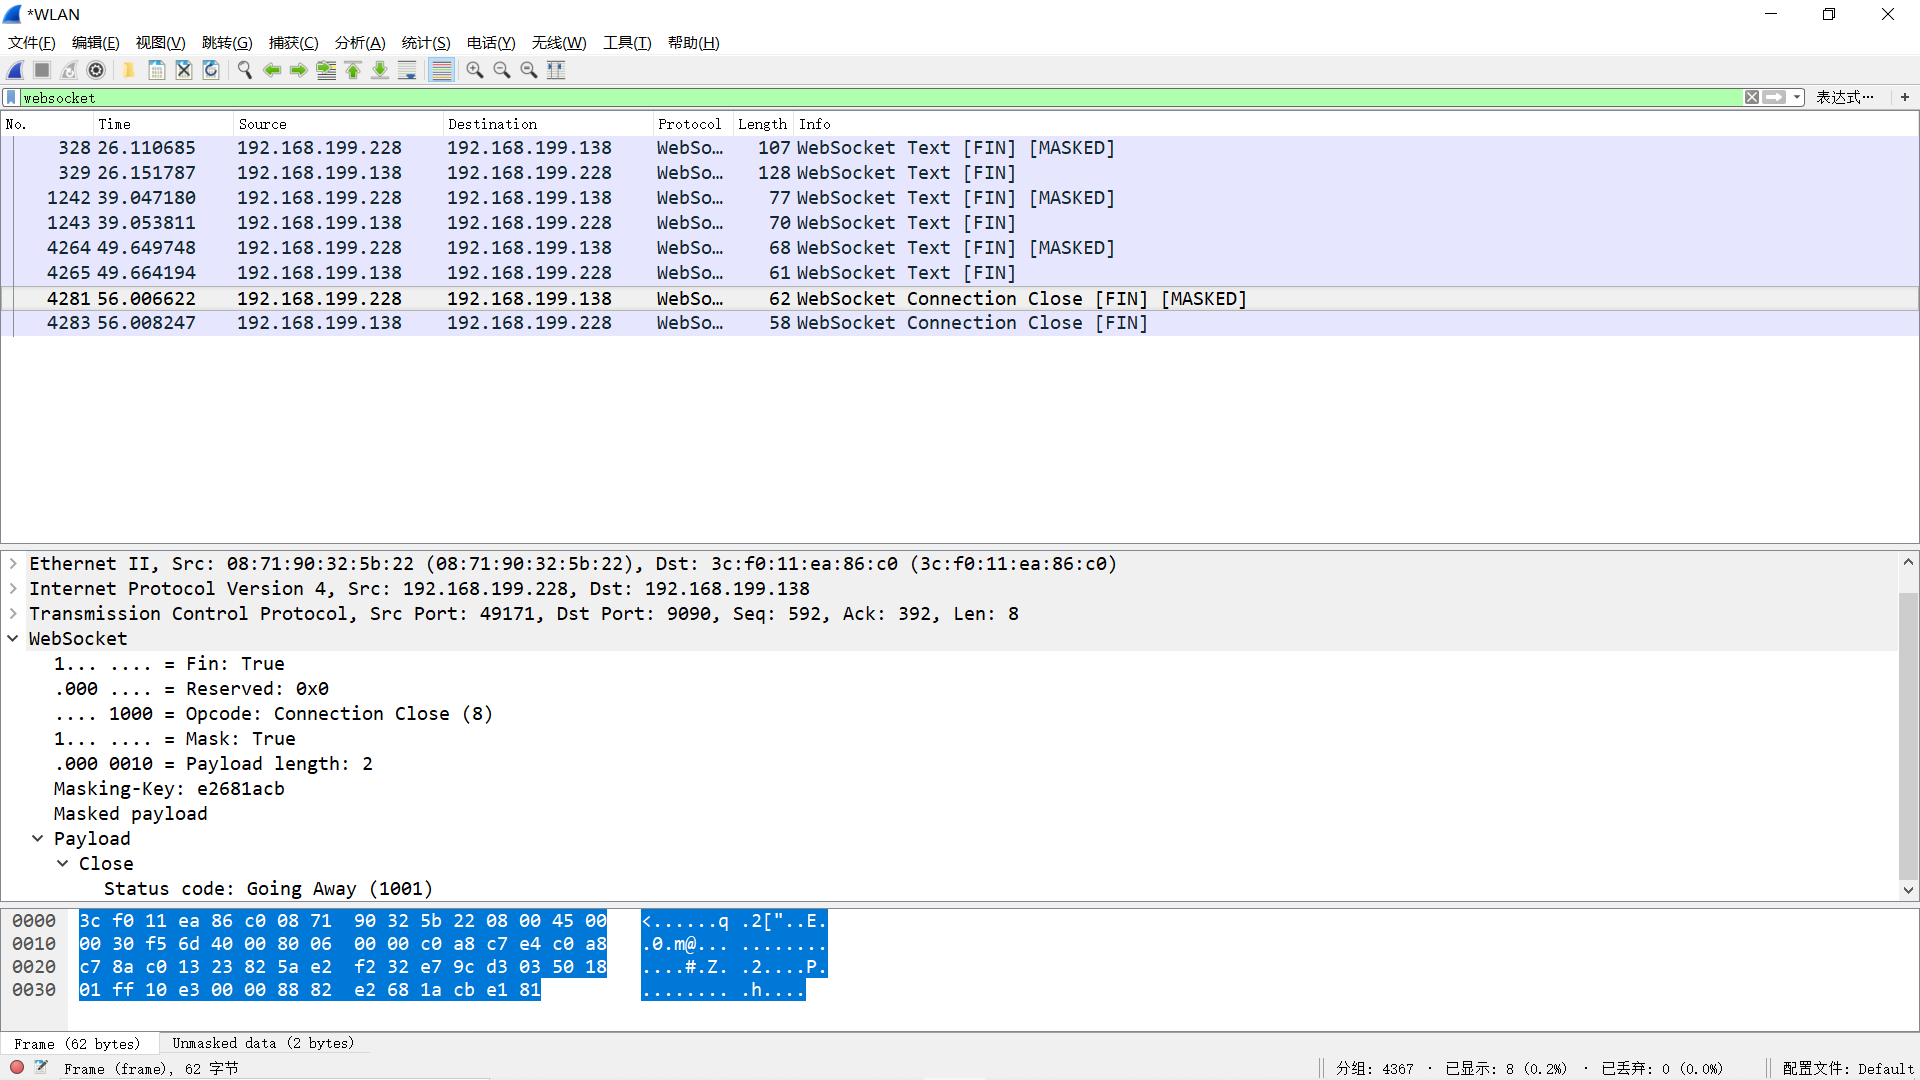 *WLAN
文件(F) 编辑(E) 视图(V) 跳转(G) 捕获(C) 分析(A) 统计(S) 电话(Y) 无线(W) 工具(T) 帮助(H)
websocket 表达式… +
No. Time Source Destination Protocol Length Info
328 26.110685 192.168.199.228 192.168.199.138 WebSo… 107 WebSocket Text [FIN] [MASKED]
329 26.151787 192.168.199.138 192.168.199.228 WebSo… 128 WebSocket Text [FIN]
1242 39.047180 192.168.199.228 192.168.199.138 WebSo… 77 WebSocket Text [FIN] [MASKED]
1243 39.053811 192.168.199.138 192.168.199.228 WebSo… 70 WebSocket Text [FIN]
4264 49.649748 192.168.199.228 192.168.199.138 WebSo… 68 WebSocket Text [FIN] [MASKED]
4265 49.664194 192.168.199.138 192.168.199.228 WebSo… 61 WebSocket Text [FIN]
4281 56.006622 192.168.199.228 192.168.199.138 WebSo… 62 WebSocket Connection Close [FIN] [MASKED]
4283 56.008247 192.168.199.138 192.168.199.228 WebSo… 58 WebSocket Connection Close [FIN]
Ethernet II, Src: 08:71:90:32:5b:22 (08:71:90:32:5b:22), Dst: 3c:f0:11:ea:86:c0 (3c:f0:11:ea:86:c0)
Internet Protocol Version 4, Src: 192.168.199.228, Dst: 192.168.199.138
Transmission Control Protocol, Src Port: 49171, Dst Port: 9090, Seq: 592, Ack: 392, Len: 8
WebSocket
1... .... = Fin: True
.000 .... = Reserved: 0x0
.... 1000 = Opcode: Connection Close (8)
1... .... = Mask: True
.000 0010 = Payload length: 2
Masking-Key: e2681acb
Masked payload
Payload
Close
Status code: Going Away (1001)
0000 3c f0 11 ea 86 c0 08 71 90 32 5b 22 08 00 45 00 <......q .2["..E.
0010 00 30 f5 6d 40 00 80 06 00 00 c0 a8 c7 e4 c0 a8 .0.m@... ........
0020 c7 8a c0 13 23 82 5a e2 f2 32 e7 9c d3 03 50 18 ....#.Z. .2....P.
0030 01 ff 10 e3 00 00 88 82 e2 68 1a cb e1 81 ........ .h....
Frame (62 bytes) Unmasked data (2 bytes)
Frame (frame), 62 字节 分组: 4367 · 已显示: 8 (0.2%) · 已丢弃: 0 (0.0%) 配置文件: Default